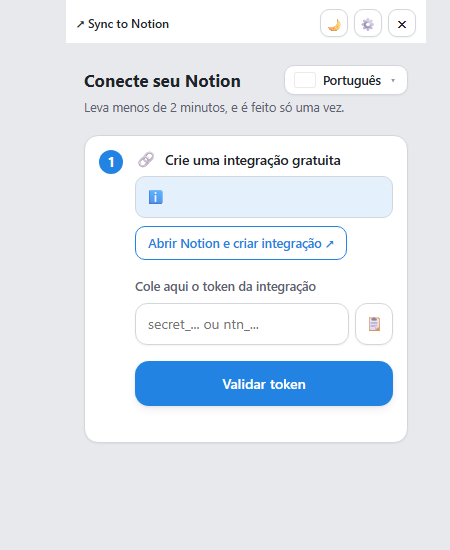 ↗ Sync to Notion
Conecte seu Notion
Português
Leva menos de 2 minutos, e é feito só uma vez.
1
Crie uma integração gratuita
Abrir Notion e criar integração ↗
Cole aqui o token da integração
secret_... ou ntn_...
Validar token